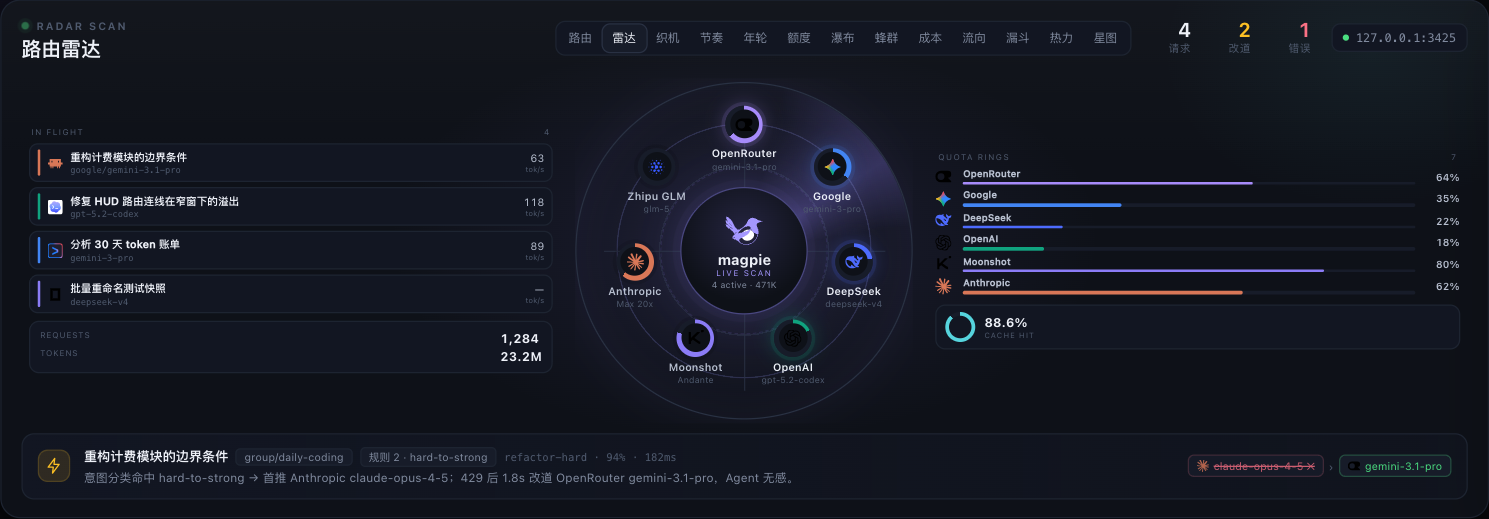 RADAR SCAN
路由雷达
路由 雷达 织机 节奏 年轮 额度 瀑布 蜂群 成本 流向 漏斗 热力 星图
4 请求
2 改道
1 错误
127.0.0.1:3425
IN FLIGHT 4
重构计费模块的边界条件
google/gemini-3.1-pro
63 tok/s
修复 HUD 路由连线在窄窗下的溢出
gpt-5.2-codex
118 tok/s
分析 30 天 token 账单
gemini-3-pro
89 tok/s
批量重命名测试快照
deepseek-v4
— tok/s
REQUESTS 1,284
TOKENS 23.2M
OpenRouter
gemini-3.1-pro
Google
gemini-3-pro
Zhipu GLM
glm-5
magpie
LIVE SCAN
4 active · 471K
Anthropic
Max 20x
DeepSeek
deepseek-v4
Moonshot
Andante
OpenAI
gpt-5.2-codex
QUOTA RINGS 7
OpenRouter 64%
Google 35%
DeepSeek 22%
OpenAI 18%
Moonshot 80%
Anthropic 62%
88.6%
CACHE HIT
重构计费模块的边界条件 group/daily-coding 规则 2 · hard-to-strong refactor-hard · 94% · 182ms
意图分类命中 hard-to-strong → 首推 Anthropic claude-opus-4-5；429 后 1.8s 改道 OpenRouter gemini-3.1-pro，Agent 无感。
claude-opus-4-5 ✕ › gemini-3.1-pro